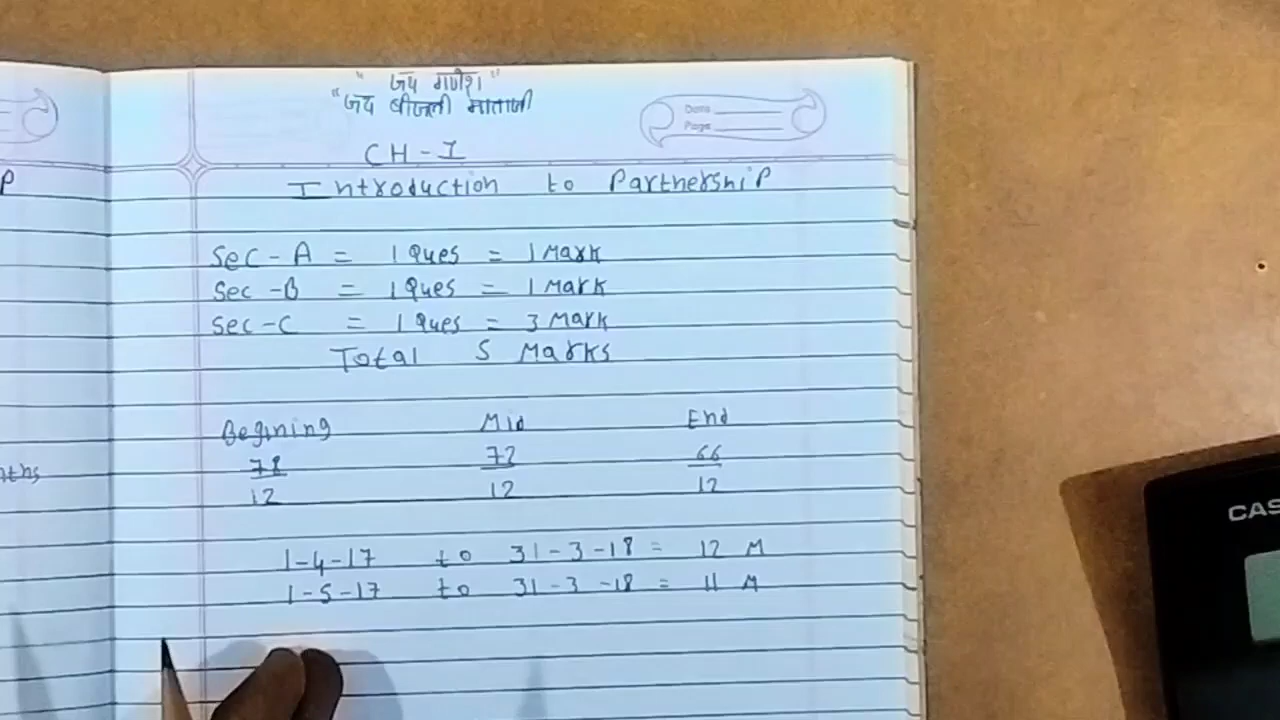 "जय गणेश"
"जय बीजली माताजी
Date
Page
CH-I
Introduction to Partnership
Sec-A = 1 Ques = 1 Mark
Sec-B = 1 Ques = 1 Mark
Sec-C = 1 Ques = 3 Mark
Total 5 Marks
Begining Mid End
78 72 66
12 12 12
1-4-17 to 31-3-18 = 12 M
1-5-17 to 31-3-18 = 11 M